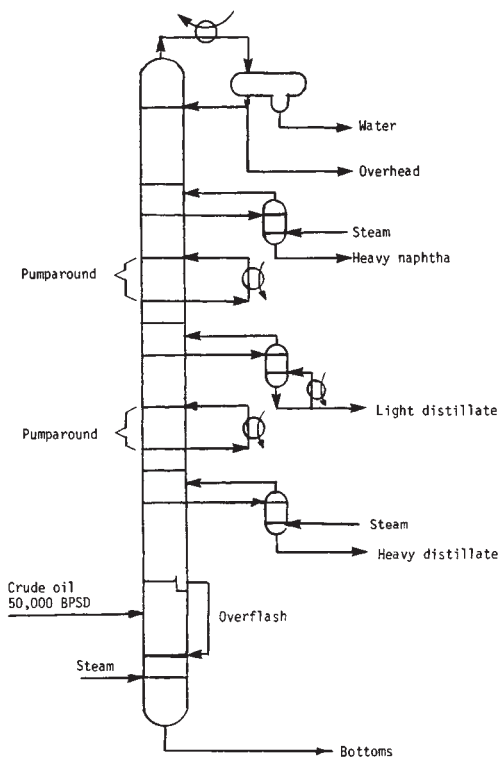 Water
Overhead
Steam
Heavy naphtha
Pumparound
Light distillate
Pumparound
Steam
Heavy distillate
Crude oil
50,000 BPSD
Overflash
Steam
Bottoms